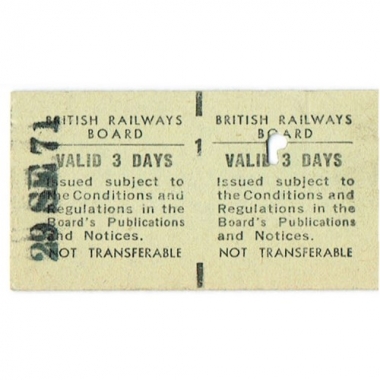 BRITISH RAILWAYS
BOARD
VALID 3 DAYS
Issued subject to
the Conditions and
Regulations in the
Board's Publications
and Notices.
NOT TRANSFERABLE
29 SE 71
1
BRITISH RAILWAYS
BOARD
VALID 3 DAYS
Issued subject to
the Conditions and
Regulations in the
Board's Publications
and Notices.
NOT TRANSFERABLE